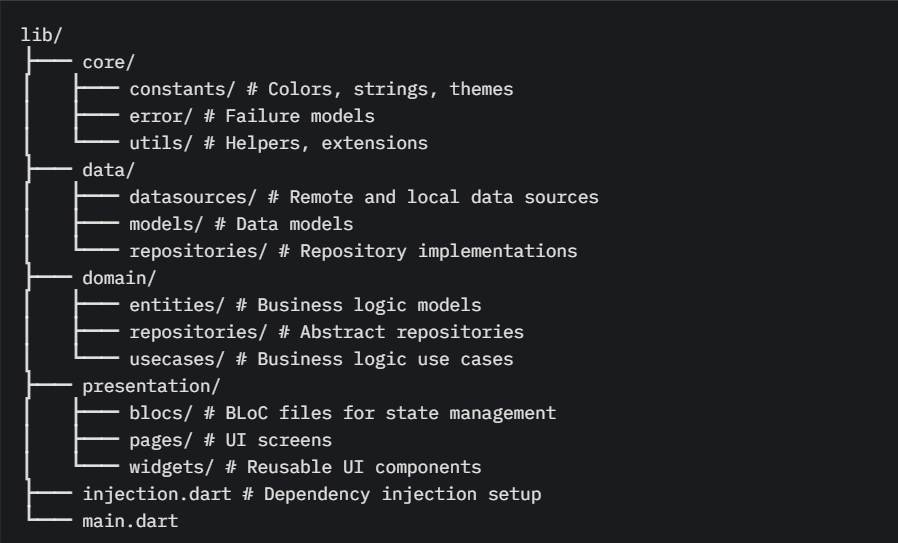 lib/
├── core/
│   ├── constants/ # Colors, strings, themes
│   ├── error/ # Failure models
│   └── utils/ # Helpers, extensions
├── data/
│   ├── datasources/ # Remote and local data sources
│   ├── models/ # Data models
│   └── repositories/ # Repository implementations
├── domain/
│   ├── entities/ # Business logic models
│   ├── repositories/ # Abstract repositories
│   └── usecases/ # Business logic use cases
├── presentation/
│   ├── blocs/ # BLoC files for state management
│   ├── pages/ # UI screens
│   └── widgets/ # Reusable UI components
├── injection.dart # Dependency injection setup
└── main.dart